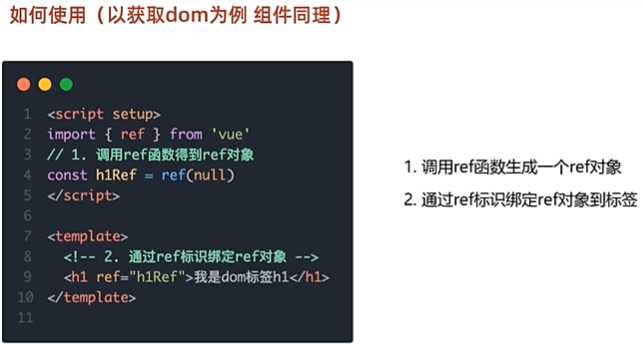 如何使用（以获取dom为例 组件同理）
1 <script setup>
2 import { ref } from 'vue'
3 // 1. 调用ref函数得到ref对象
4 const h1Ref = ref(null)
5 </script>
6
7 <template>
8 <!-- 2. 通过ref标识绑定ref对象 -->
9 <h1 ref="h1Ref">我是dom标签h1</h1>
10 </template>
11
1. 调用ref函数生成一个ref对象
2. 通过ref标识绑定ref对象到标签